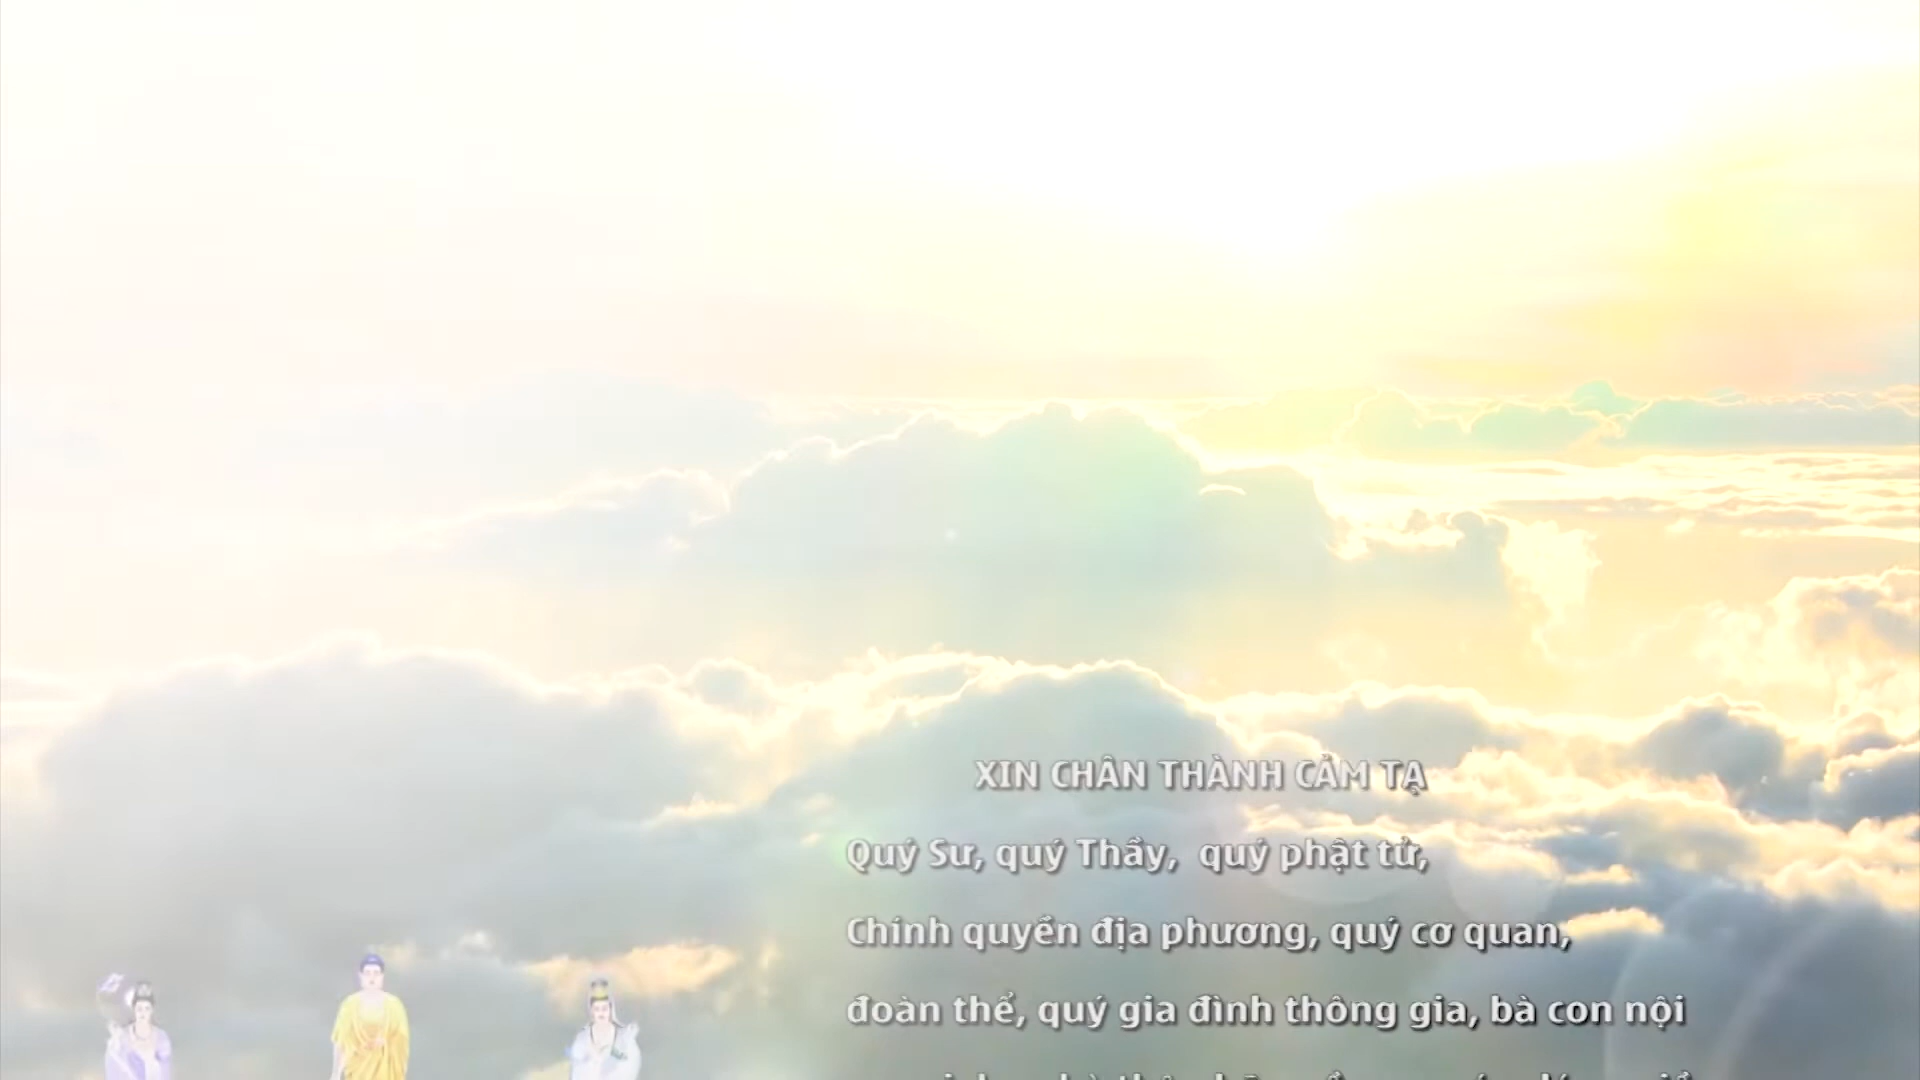 XIN CHÂN THÀNH CẢM TẠ
Quý Sư, quý Thầy, quý phật tử,
Chính quyền địa phương, quý cơ quan,
đoàn thể, quý gia đình thông gia, bà con nội